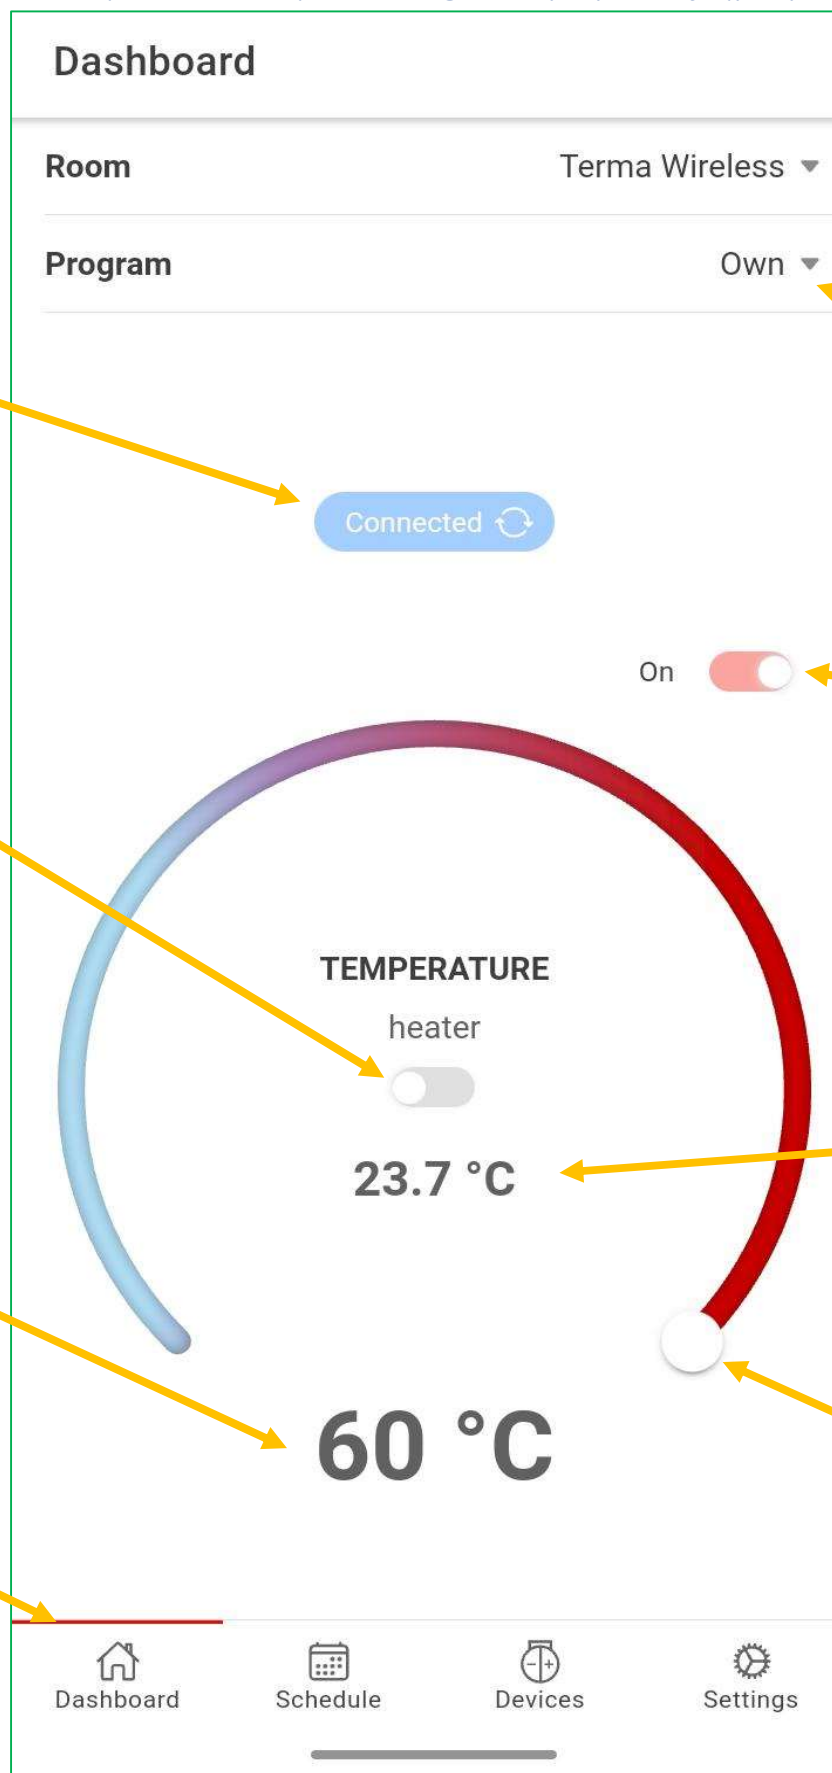 Dashboard
Room Terma Wireless
Program Own
Connected
On
TEMPERATURE
heater
23.7 °C
60 °C
Dashboard Schedule Devices Settings